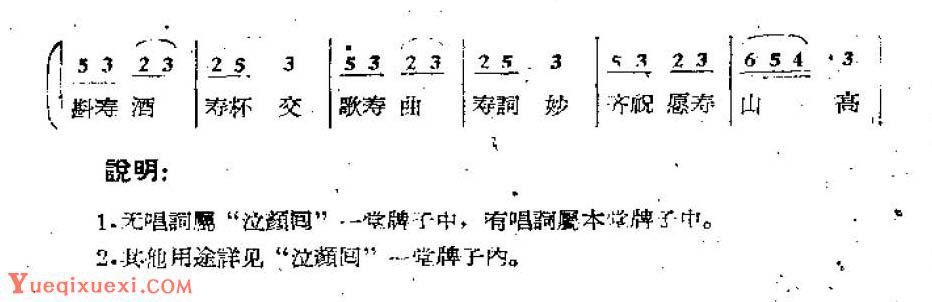 5 3 2 3 | 2 5 3 | 5 3 2 3 | 2 5 3 | 5 3 2 3 | 6 5 4 · 3
斟寿 酒 寿杯 交 歌寿 曲 寿詞 妙 齐祝 愿寿 山 高
說明：
1.无唱詞屬“泣顏囘”一堂牌子中，有唱詞屬本堂牌子中。
2.其他用途詳见“泣顏囘”一堂牌子內。
Yueqixuexi.com